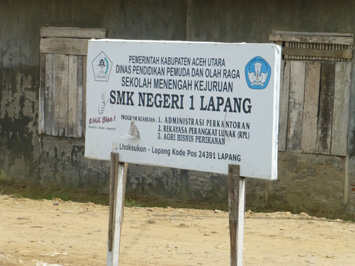 PEMERINTAH KABUPATEN ACEH UTARA
DINAS PENDIDIKAN PEMUDA DAN OLAH RAGA
SEKOLAH MENENGAH KEJURUAN
SMK NEGERI 1 LAPANG
PROGRAM KEAHLIAN : 1. ADMINISTRASI PERKANTORAN
2. REKAYASA PERANGKAT LUNAK (RPL)
3. AGRI BISNIS PERIKANAN
Lhoksukon - Lapang Kode Pos 24391 LAPANG